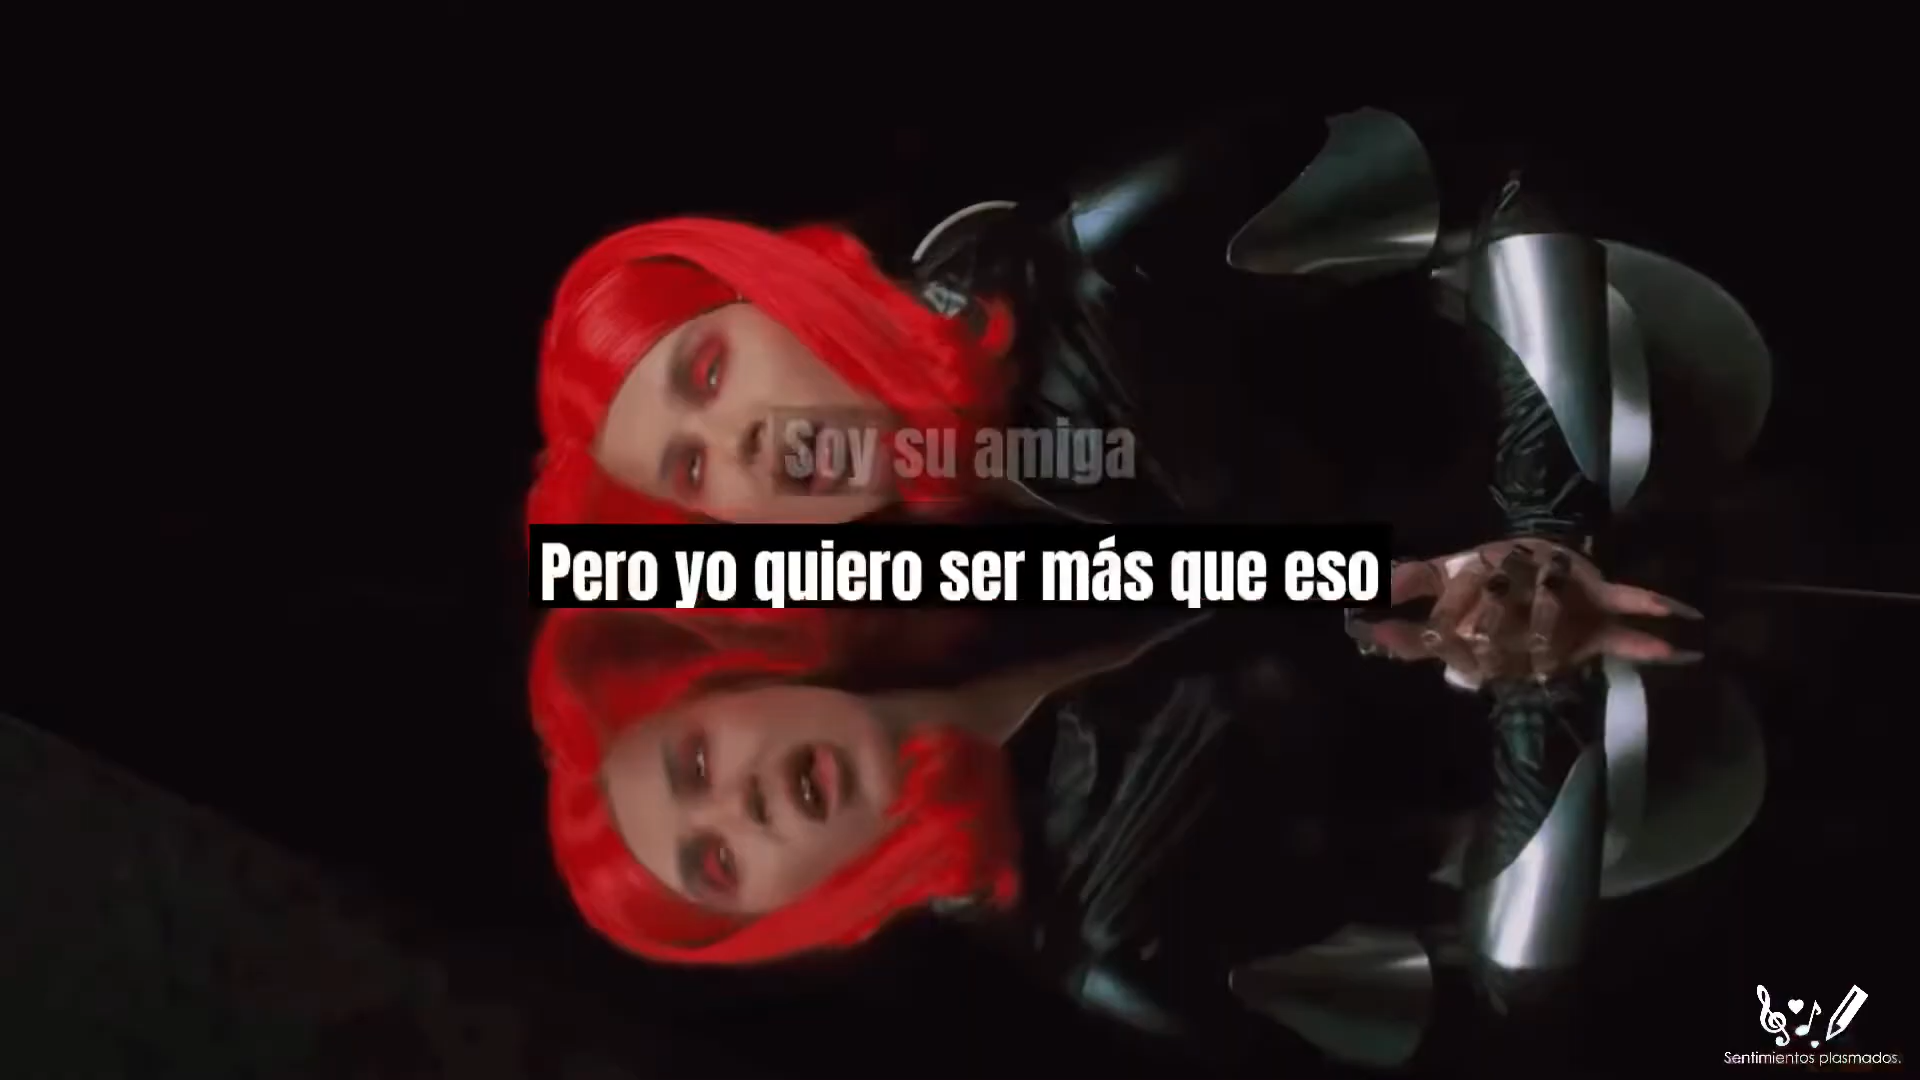 Soy su amiga
Pero yo quiero ser más que eso
Sentimientos plasmados.